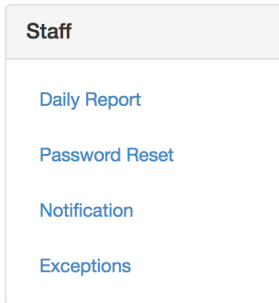 Staff
Daily Report
Password Reset
Notification
Exceptions